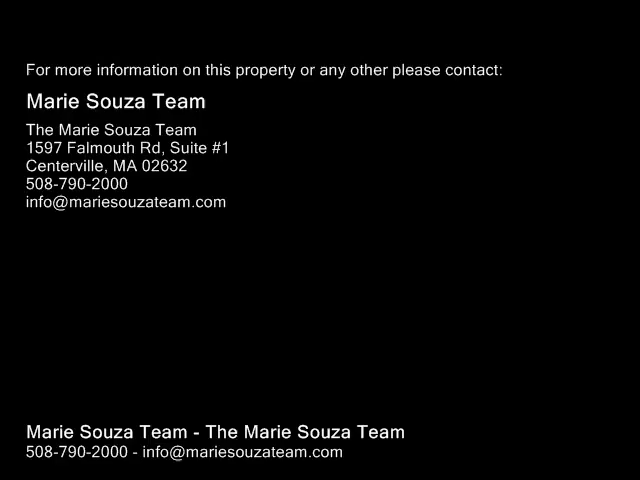 For more information on this property or any other please contact:
Marie Souza Team
The Marie Souza Team
1597 Falmouth Rd, Suite #1
Centerville, MA 02632
508-790-2000
info@mariesouzateam.com
Marie Souza Team - The Marie Souza Team
508-790-2000 - info@mariesouzateam.com